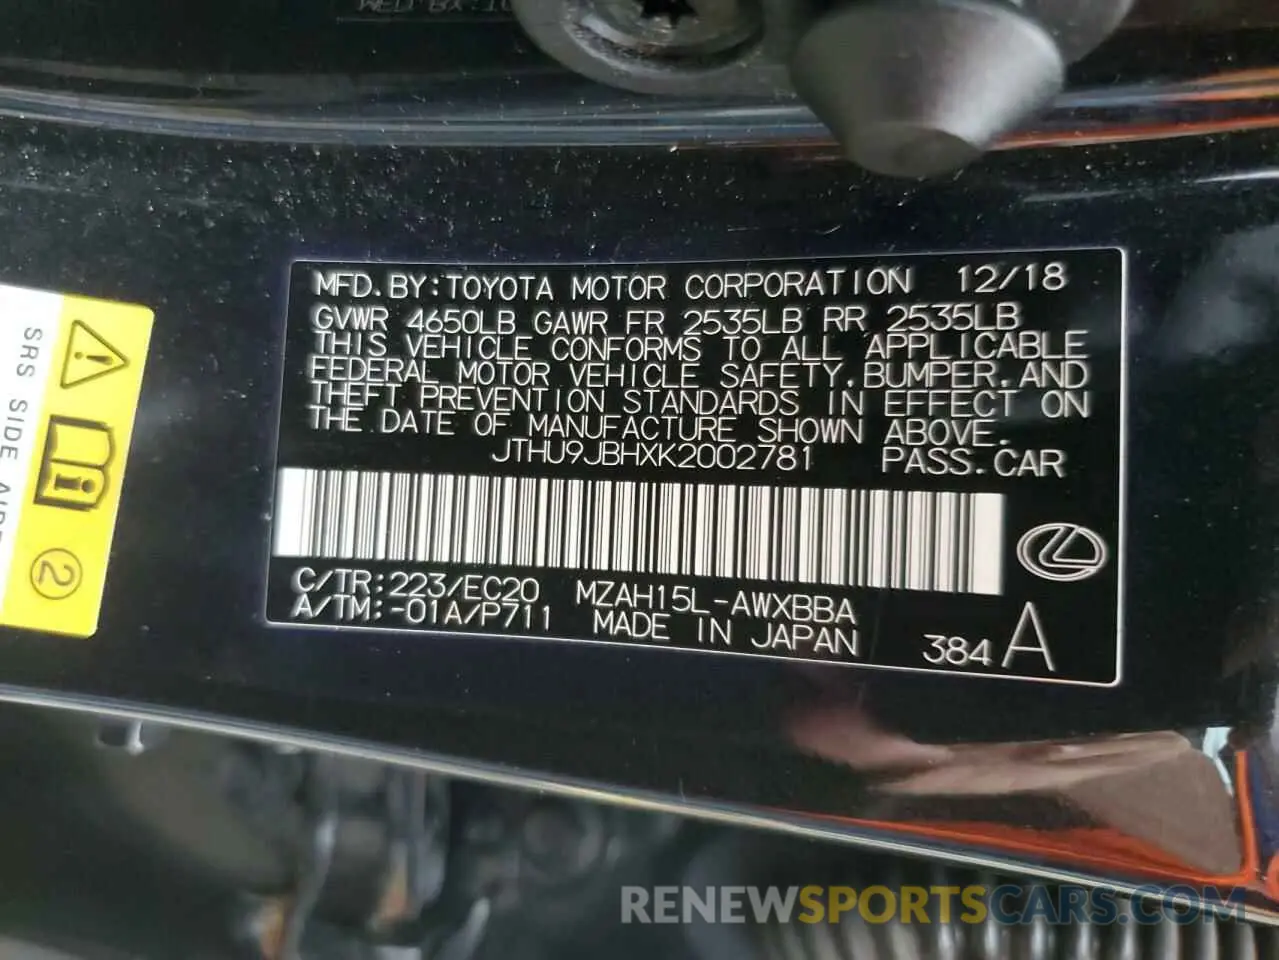 MFD.BY:TOYOTA MOTOR CORPORATION 12/18
GVWR 4650LB GAWR FR 2535LB RR 2535LB
THIS VEHICLE CONFORMS TO ALL APPLICABLE
FEDERAL MOTOR VEHICLE SAFETY,BUMPER,AND
THEFT PREVENTION STANDARDS IN EFFECT ON
THE DATE OF MANUFACTURE SHOWN ABOVE.
JTHU9JBHXK2002781 PASS.CAR
C/TR:223/EC20 MZAH15L-AWXBBA
A/TM:-01A/P711 MADE IN JAPAN 384 A
SRS SIDE
2
RENEWSPORTSCARS.COM